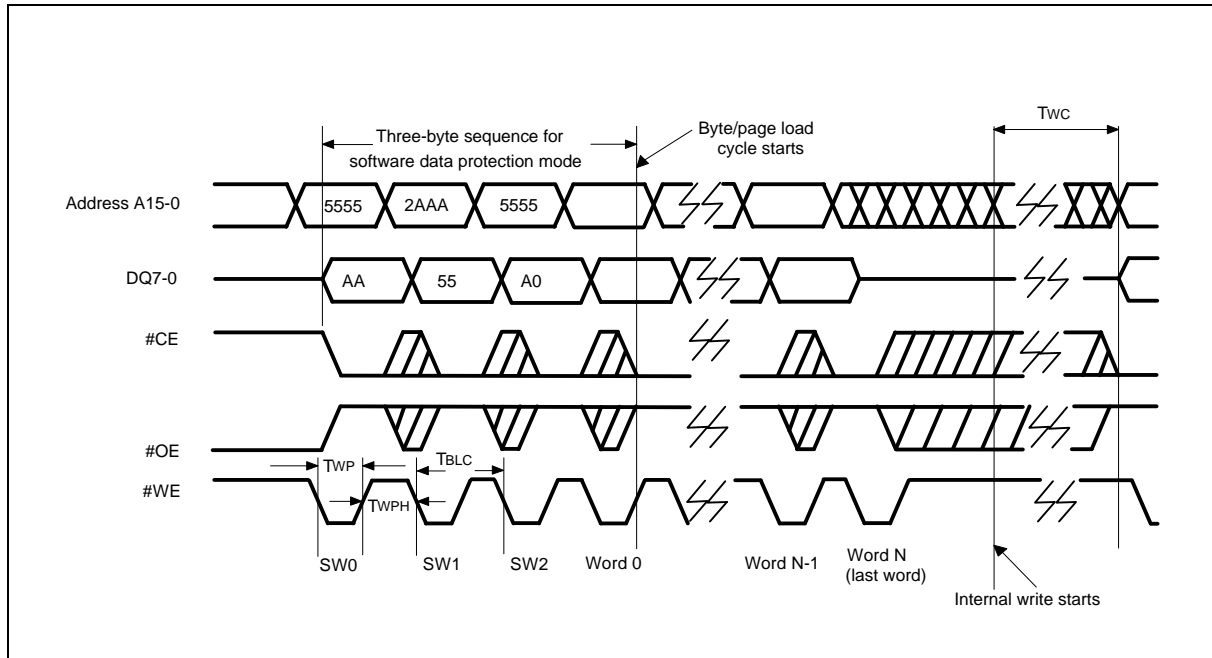 TWC
Three-byte sequence for
software data protection mode
Byte/page load
cycle starts
Address A15-0
5555
2AAA
5555
DQ7-0
AA
55
A0
#CE
#OE
TWP
TBLC
#WE
TWPH
SW0
SW1
SW2
Word 0
Word N-1
Word N
(last word)
Internal write starts